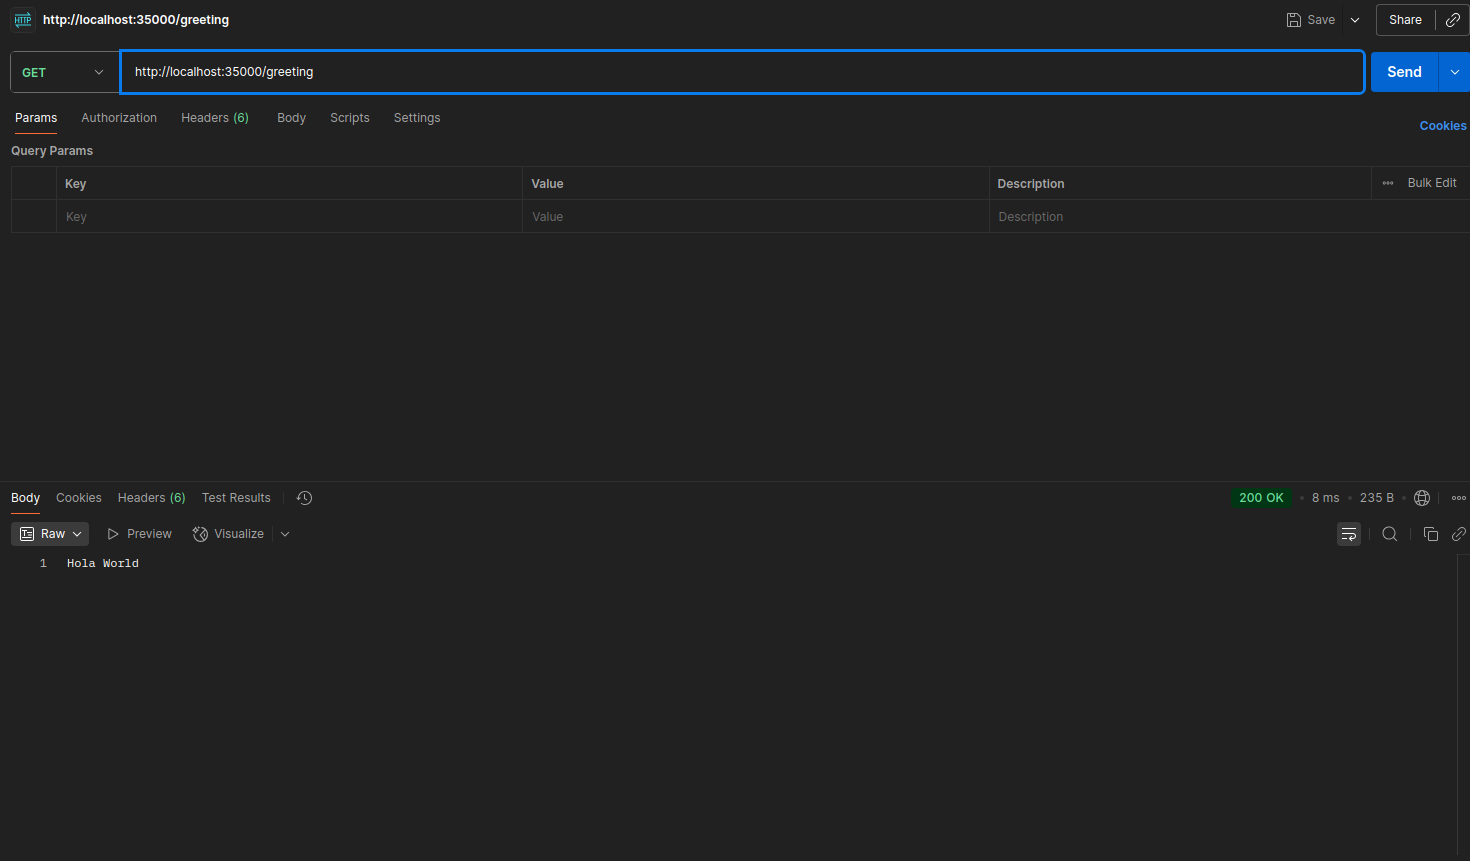 HTTP http://localhost:35000/greeting Save Share
GET http://localhost:35000/greeting Send
Params Authorization Headers (6) Body Scripts Settings Cookies
Query Params
Key Value Description Bulk Edit
Key Value Description
Body Cookies Headers (6) Test Results 200 OK • 8 ms • 235 B •
Raw Preview Visualize
1 Hola World